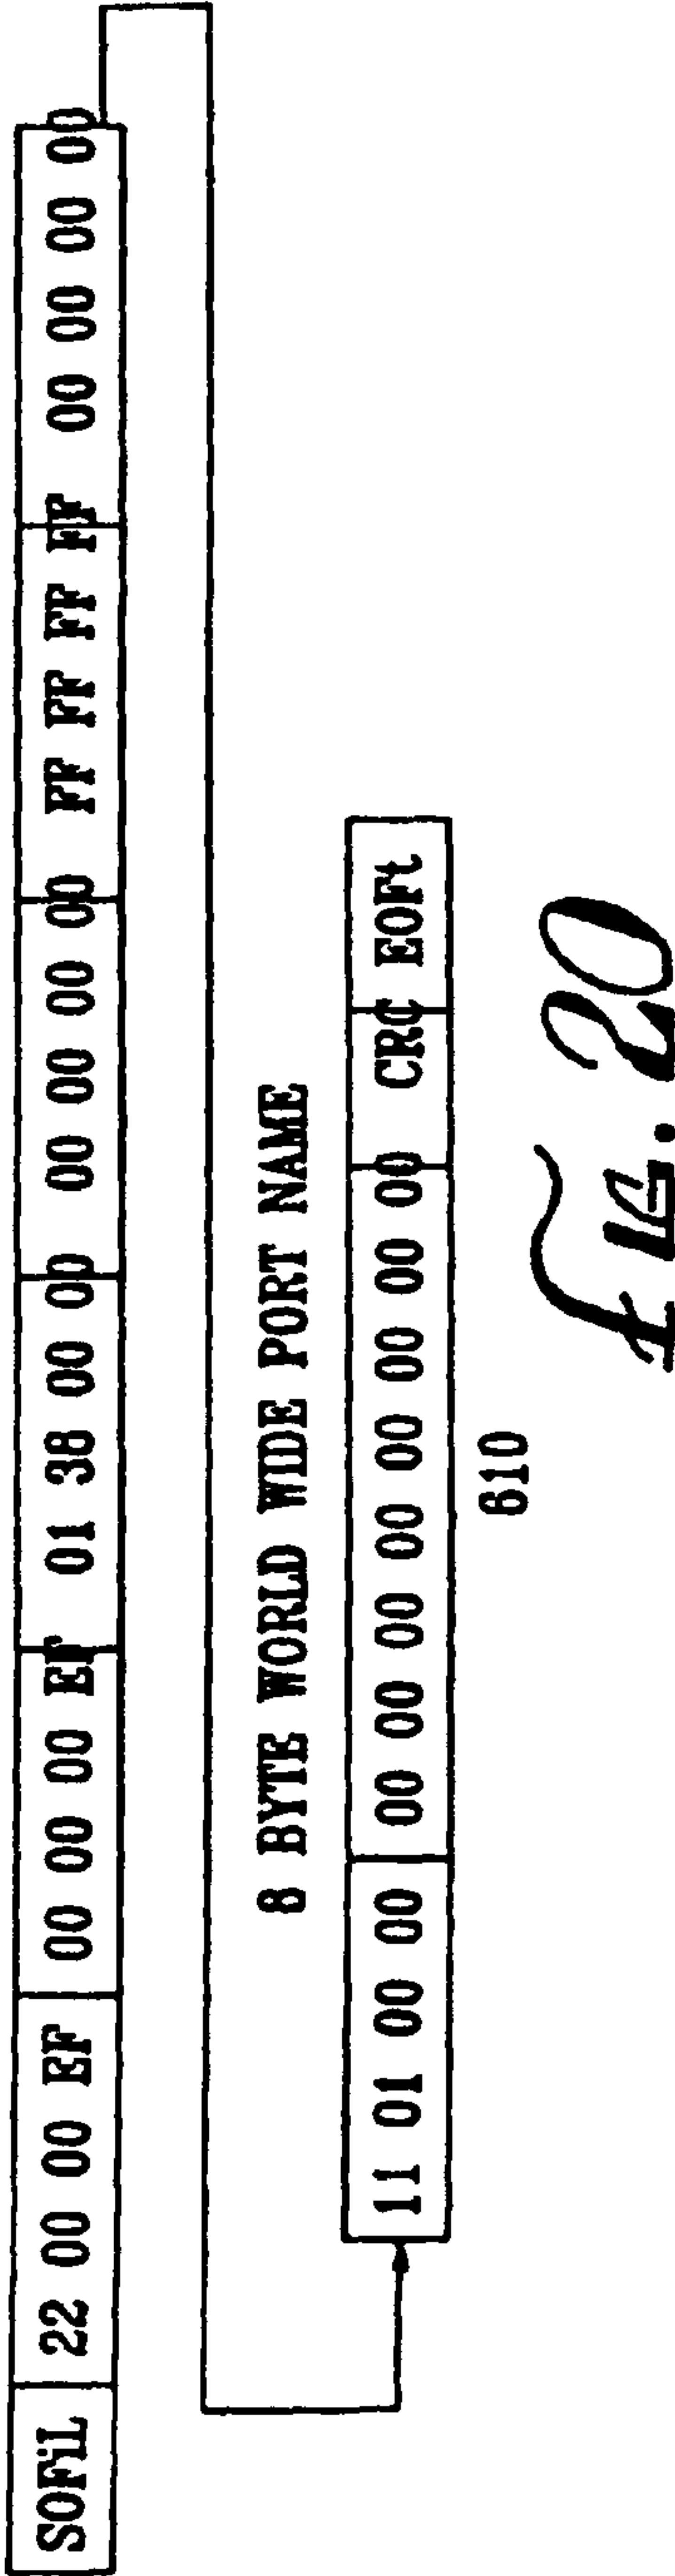 SOFiL 22 00 00 EF 00 00 00 EF 01 38 00 00 00 00 00 00 FF FF FF FF 00 00 00 00
8 BYTE WORLD WIDE PORT NAME
11 01 00 00 00 00 00 00 00 00 00 00 CRC EOFt
610
FIG. 20